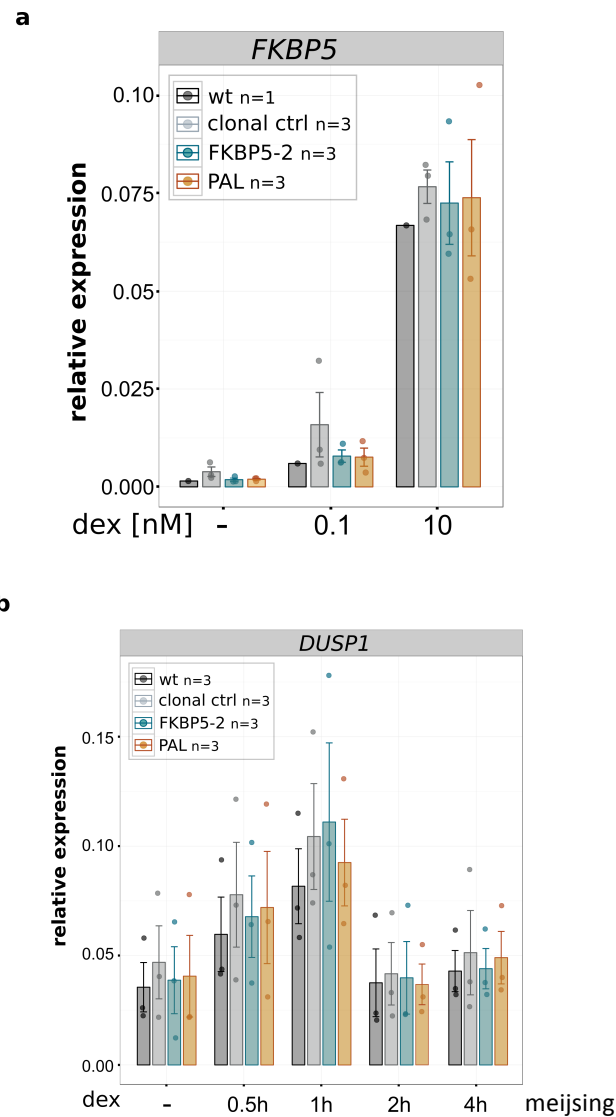 a
FKBP5
wt n=1
clonal ctrl n=3
FKBP5-2 n=3
PAL n=3
relative expression
0.10
0.075
0.05
0.025
0.000
dex [nM] - 0.1 10
b
DUSP1
wt n=3
clonal ctrl n=3
FKBP5-2 n=3
PAL n=3
relative expression
0.15
0.10
0.05
0.00
dex - 0.5h 1h 2h 4h meijsing